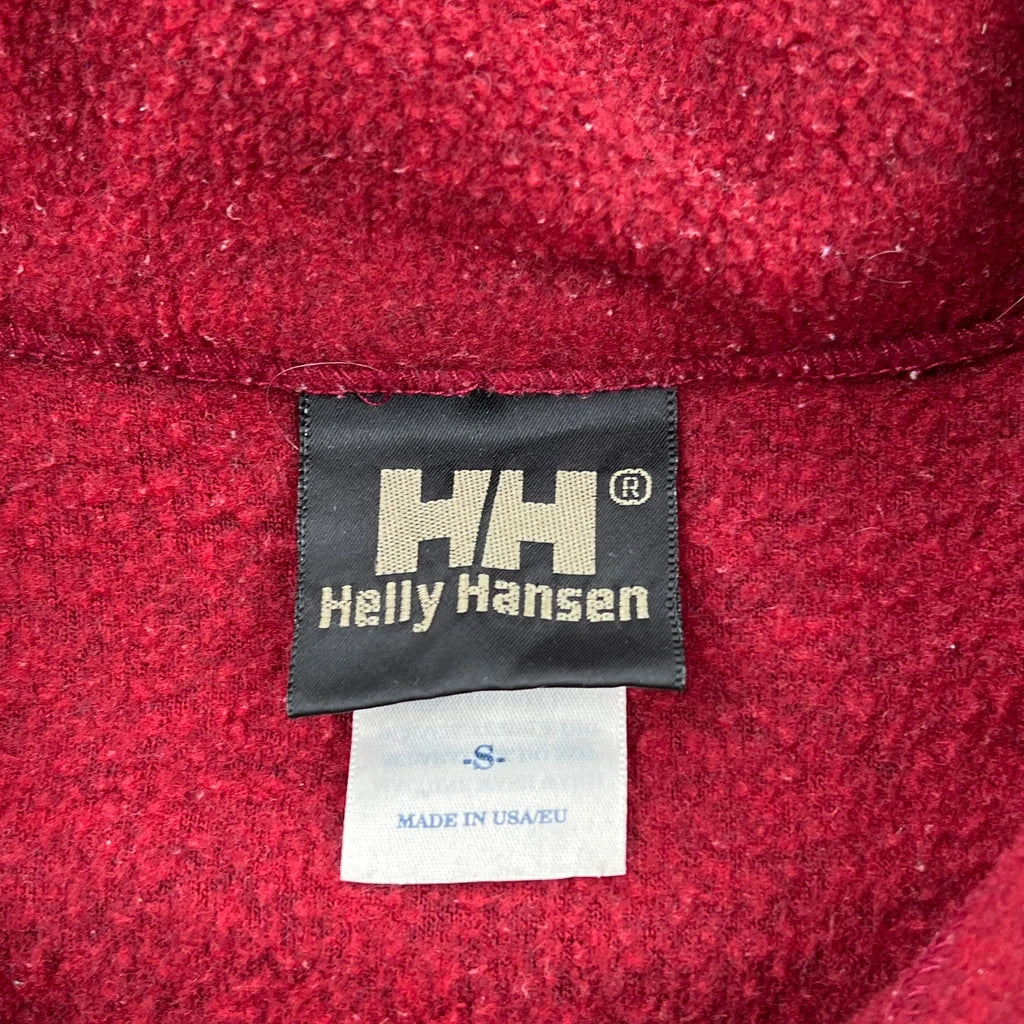 HH®
Helly Hansen
-S-
MADE IN USA/EU